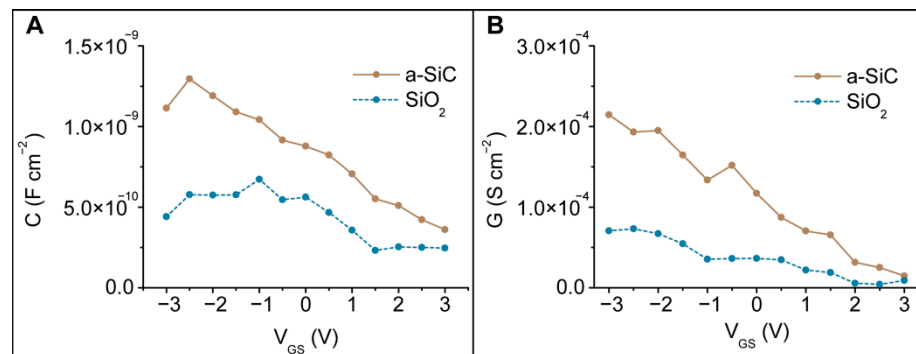 A
C (F cm⁻²)
1.5×10⁻⁹
1.0×10⁻⁹
5.0×10⁻¹⁰
0.0
−3 −2 −1 0 1 2 3
V_GS (V)
a-SiC
SiO₂
B
G (S cm⁻²)
3.0×10⁻⁴
2.0×10⁻⁴
1.0×10⁻⁴
0.0
−3 −2 −1 0 1 2 3
V_GS (V)
a-SiC
SiO₂